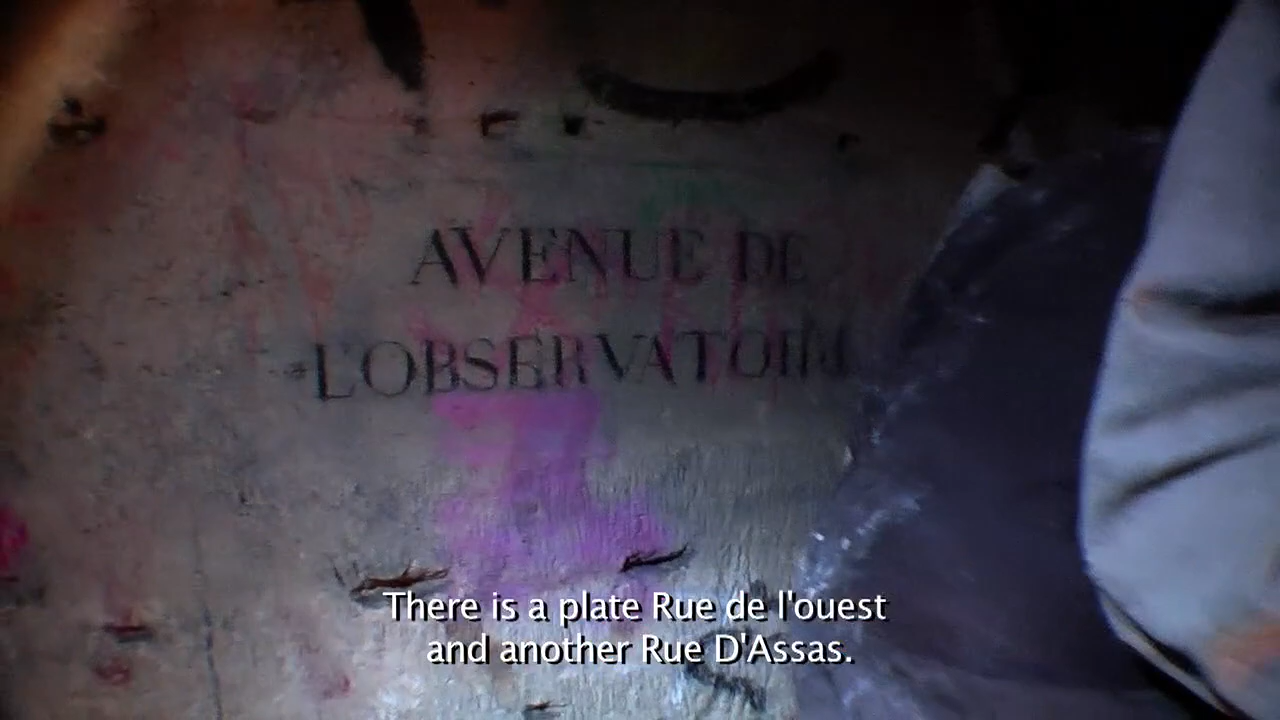 AVENUE DE
L'OBSERVATOIRE
There is a plate Rue de l'ouest
and another Rue D'Assas.